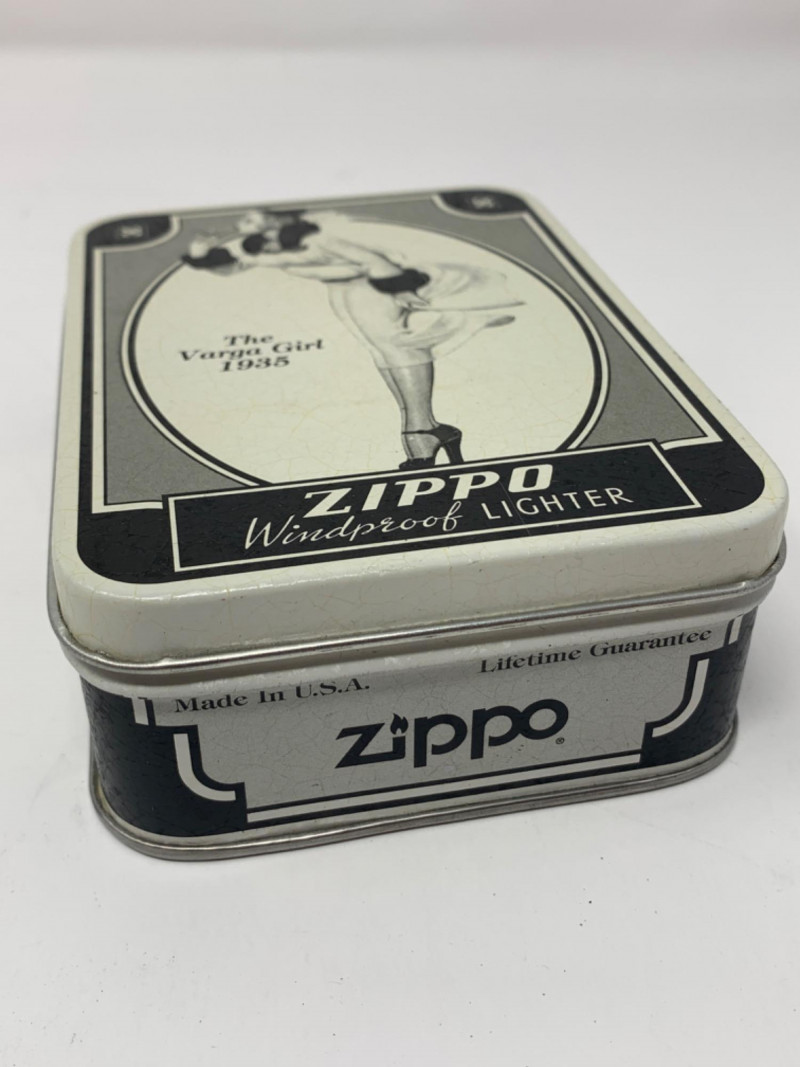 The
Varga Girl
1935
ZIPPO
Windproof LIGHTER
Made In U.S.A.
Lifetime Guarantee
zippo®